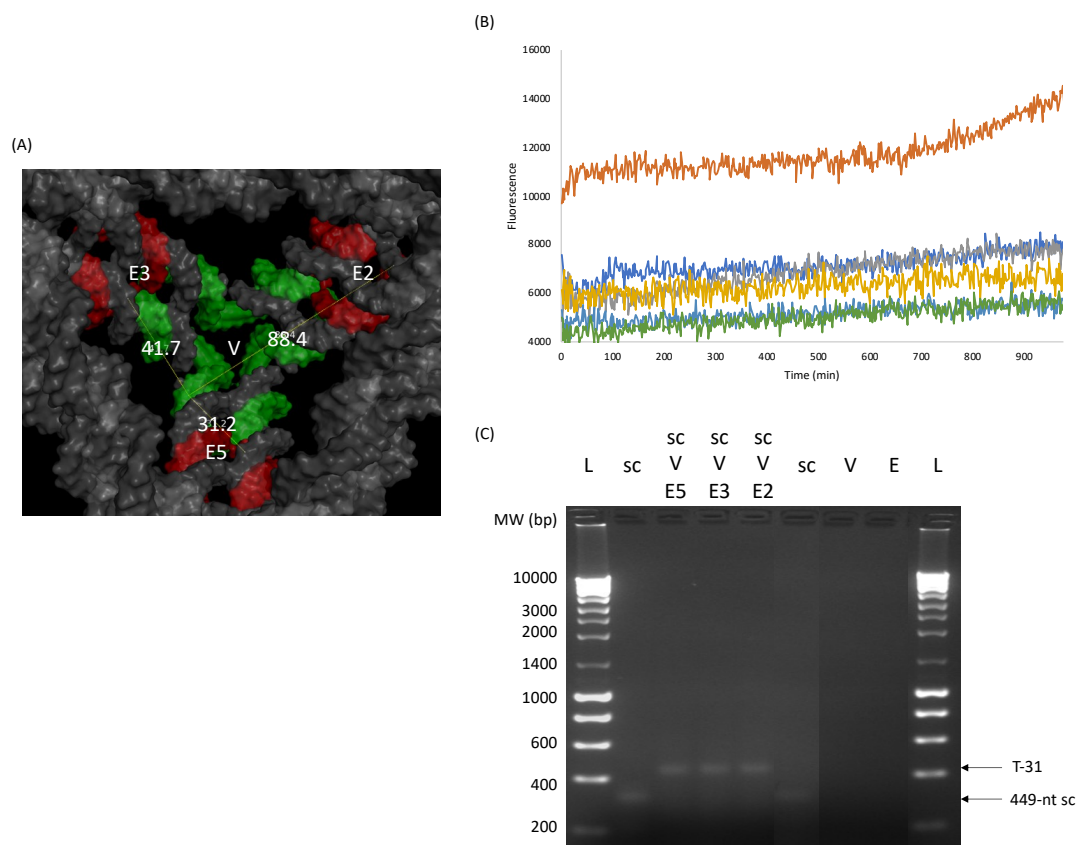 (A)
E3
E2
41.7
V
88.4
31.2
E5
(B)
16000
14000
12000
10000
8000
6000
4000
Fluorescence
0 100 200 300 400 500 600 700 800 900
Time (min)
(C)
sc sc sc
L sc V V V sc V E L
E5 E3 E2
MW (bp)
10000
3000
2000
1400
1000
600
400
200
T-31
449-nt sc